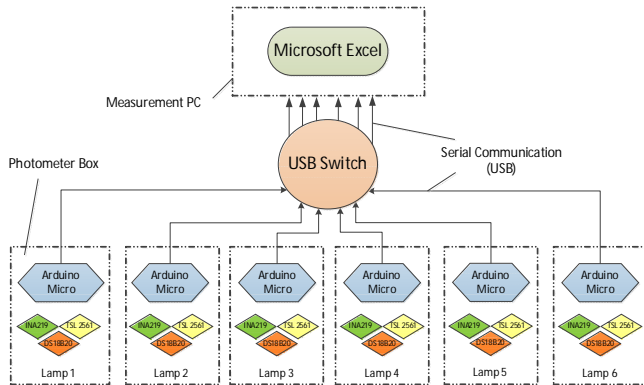 Microsoft Excel
Measurement PC
USB Switch
Serial Communication
(USB)
Photometer Box
Arduino
Micro
INA219
TSL 2561
DS18B20
Lamp 1
Arduino
Micro
INA219
TSL 2561
DS18B20
Lamp 2
Arduino
Micro
INA219
TSL 2561
DS18B20
Lamp 3
Arduino
Micro
INA219
TSL 2561
DS18B20
Lamp 4
Arduino
Micro
INA219
TSL 2561
DS18B20
Lamp 5
Arduino
Micro
INA219
TSL 2561
DS18B20
Lamp 6